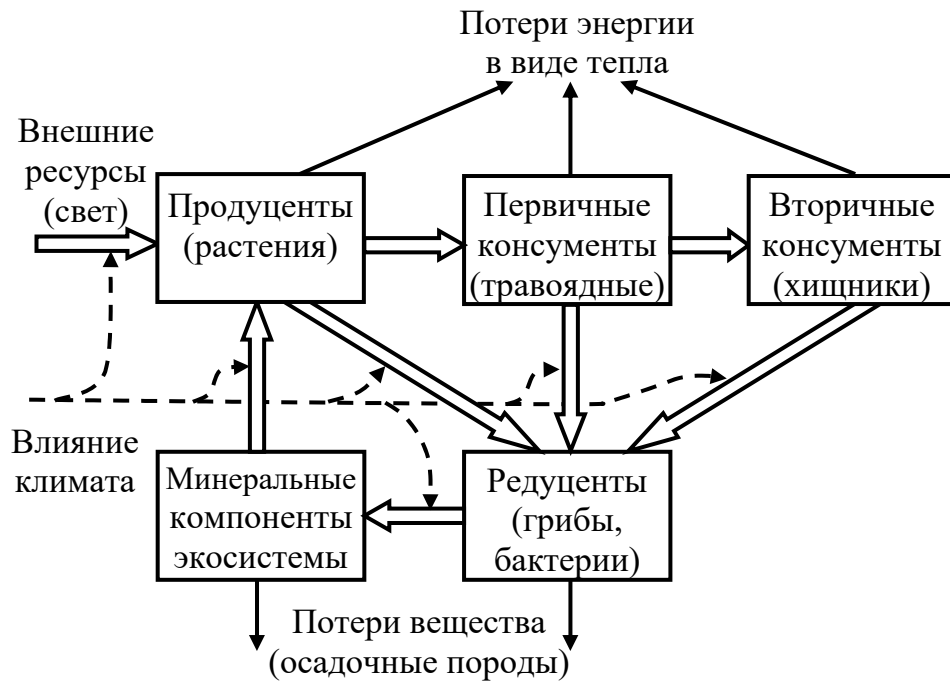 Потери энергии
в виде тепла
Внешние
ресурсы
(свет)
Продуценты
(растения)
Первичные
консументы
(травоядные)
Вторичные
консументы
(хищники)
Влияние
климата
Минеральные
компоненты
экосистемы
Редуценты
(грибы,
бактерии)
Потери вещества
(осадочные породы)